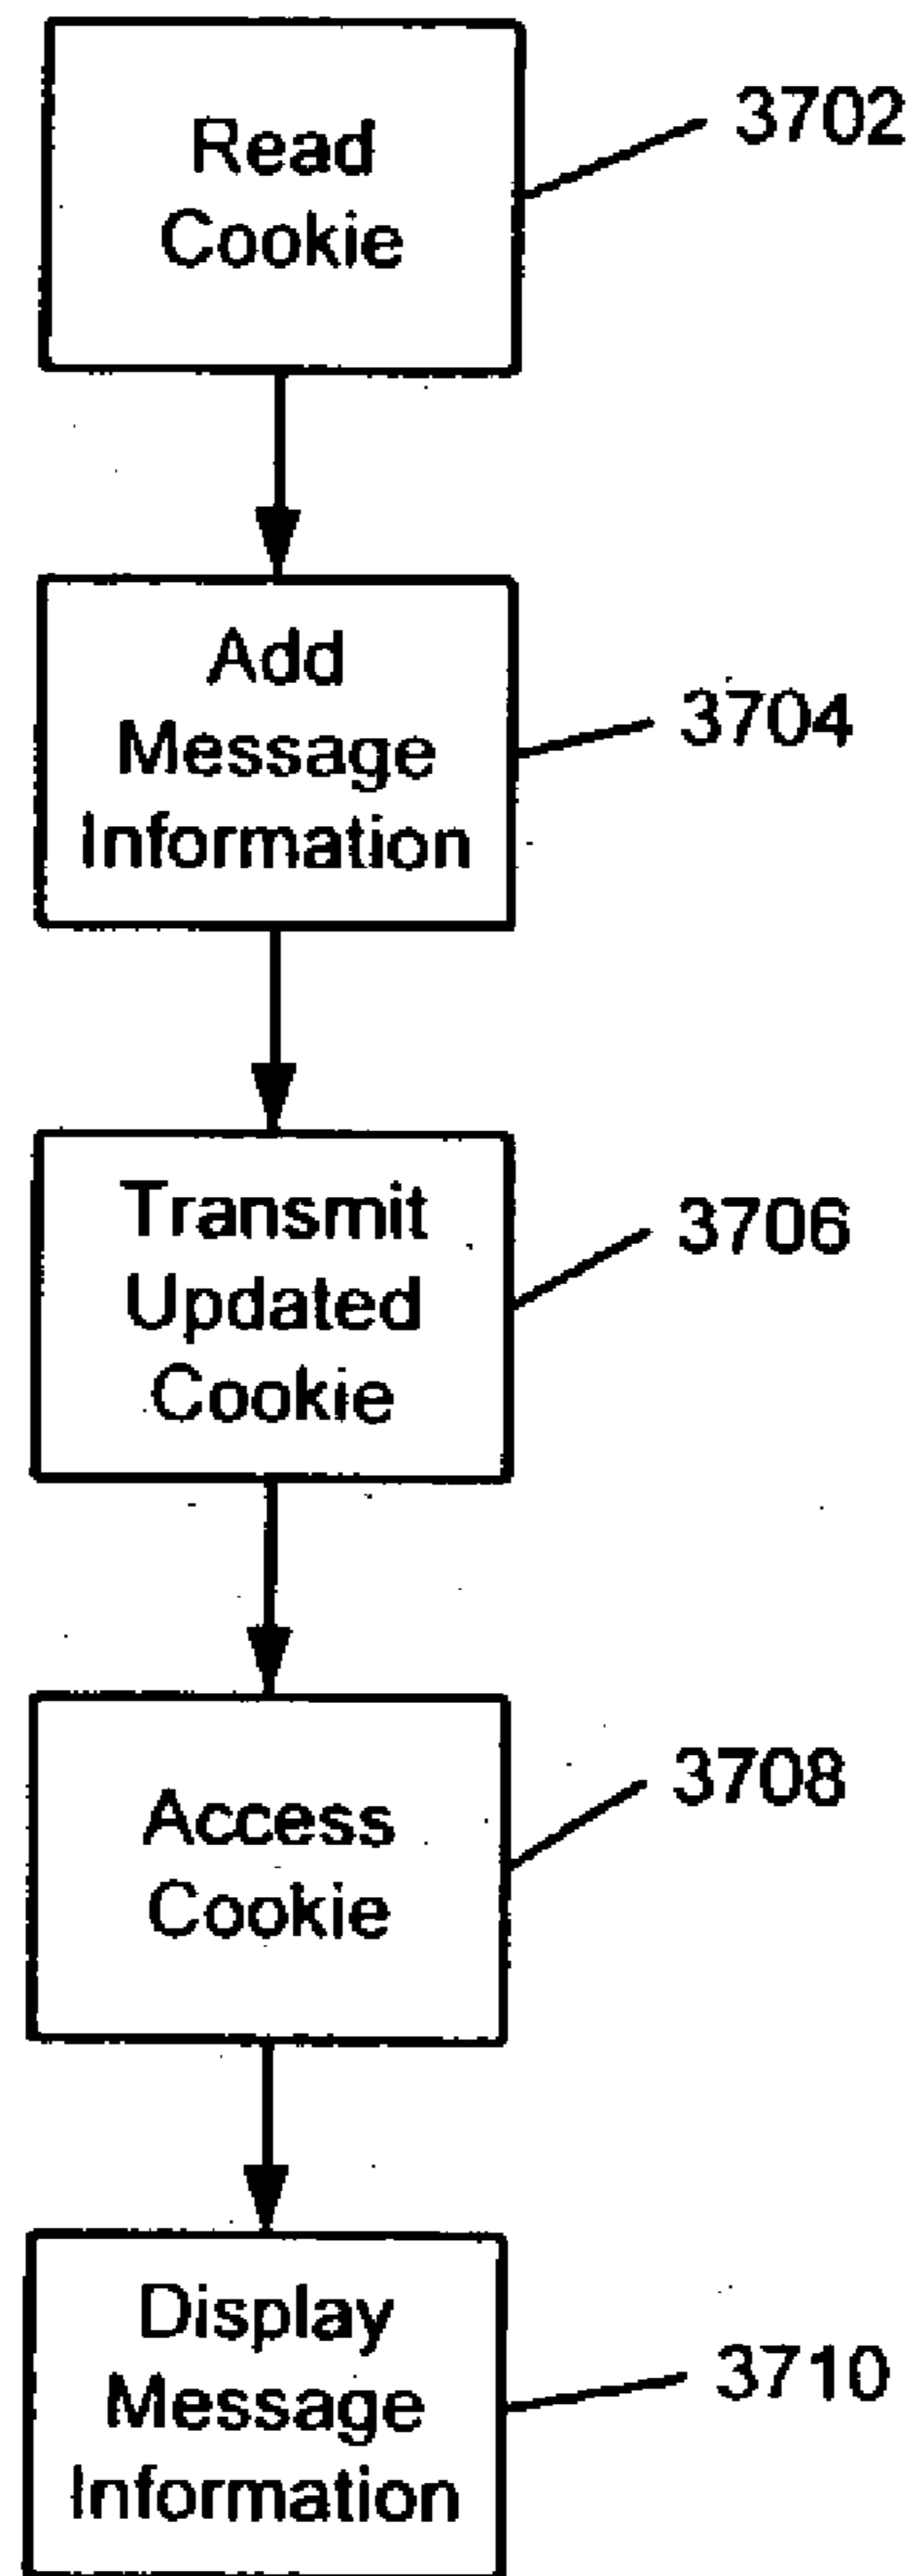 Read
Cookie
3702
Add
Message
Information
3704
Transmit
Updated
Cookie
3706
Access
Cookie
3708
Display
Message
Information
3710